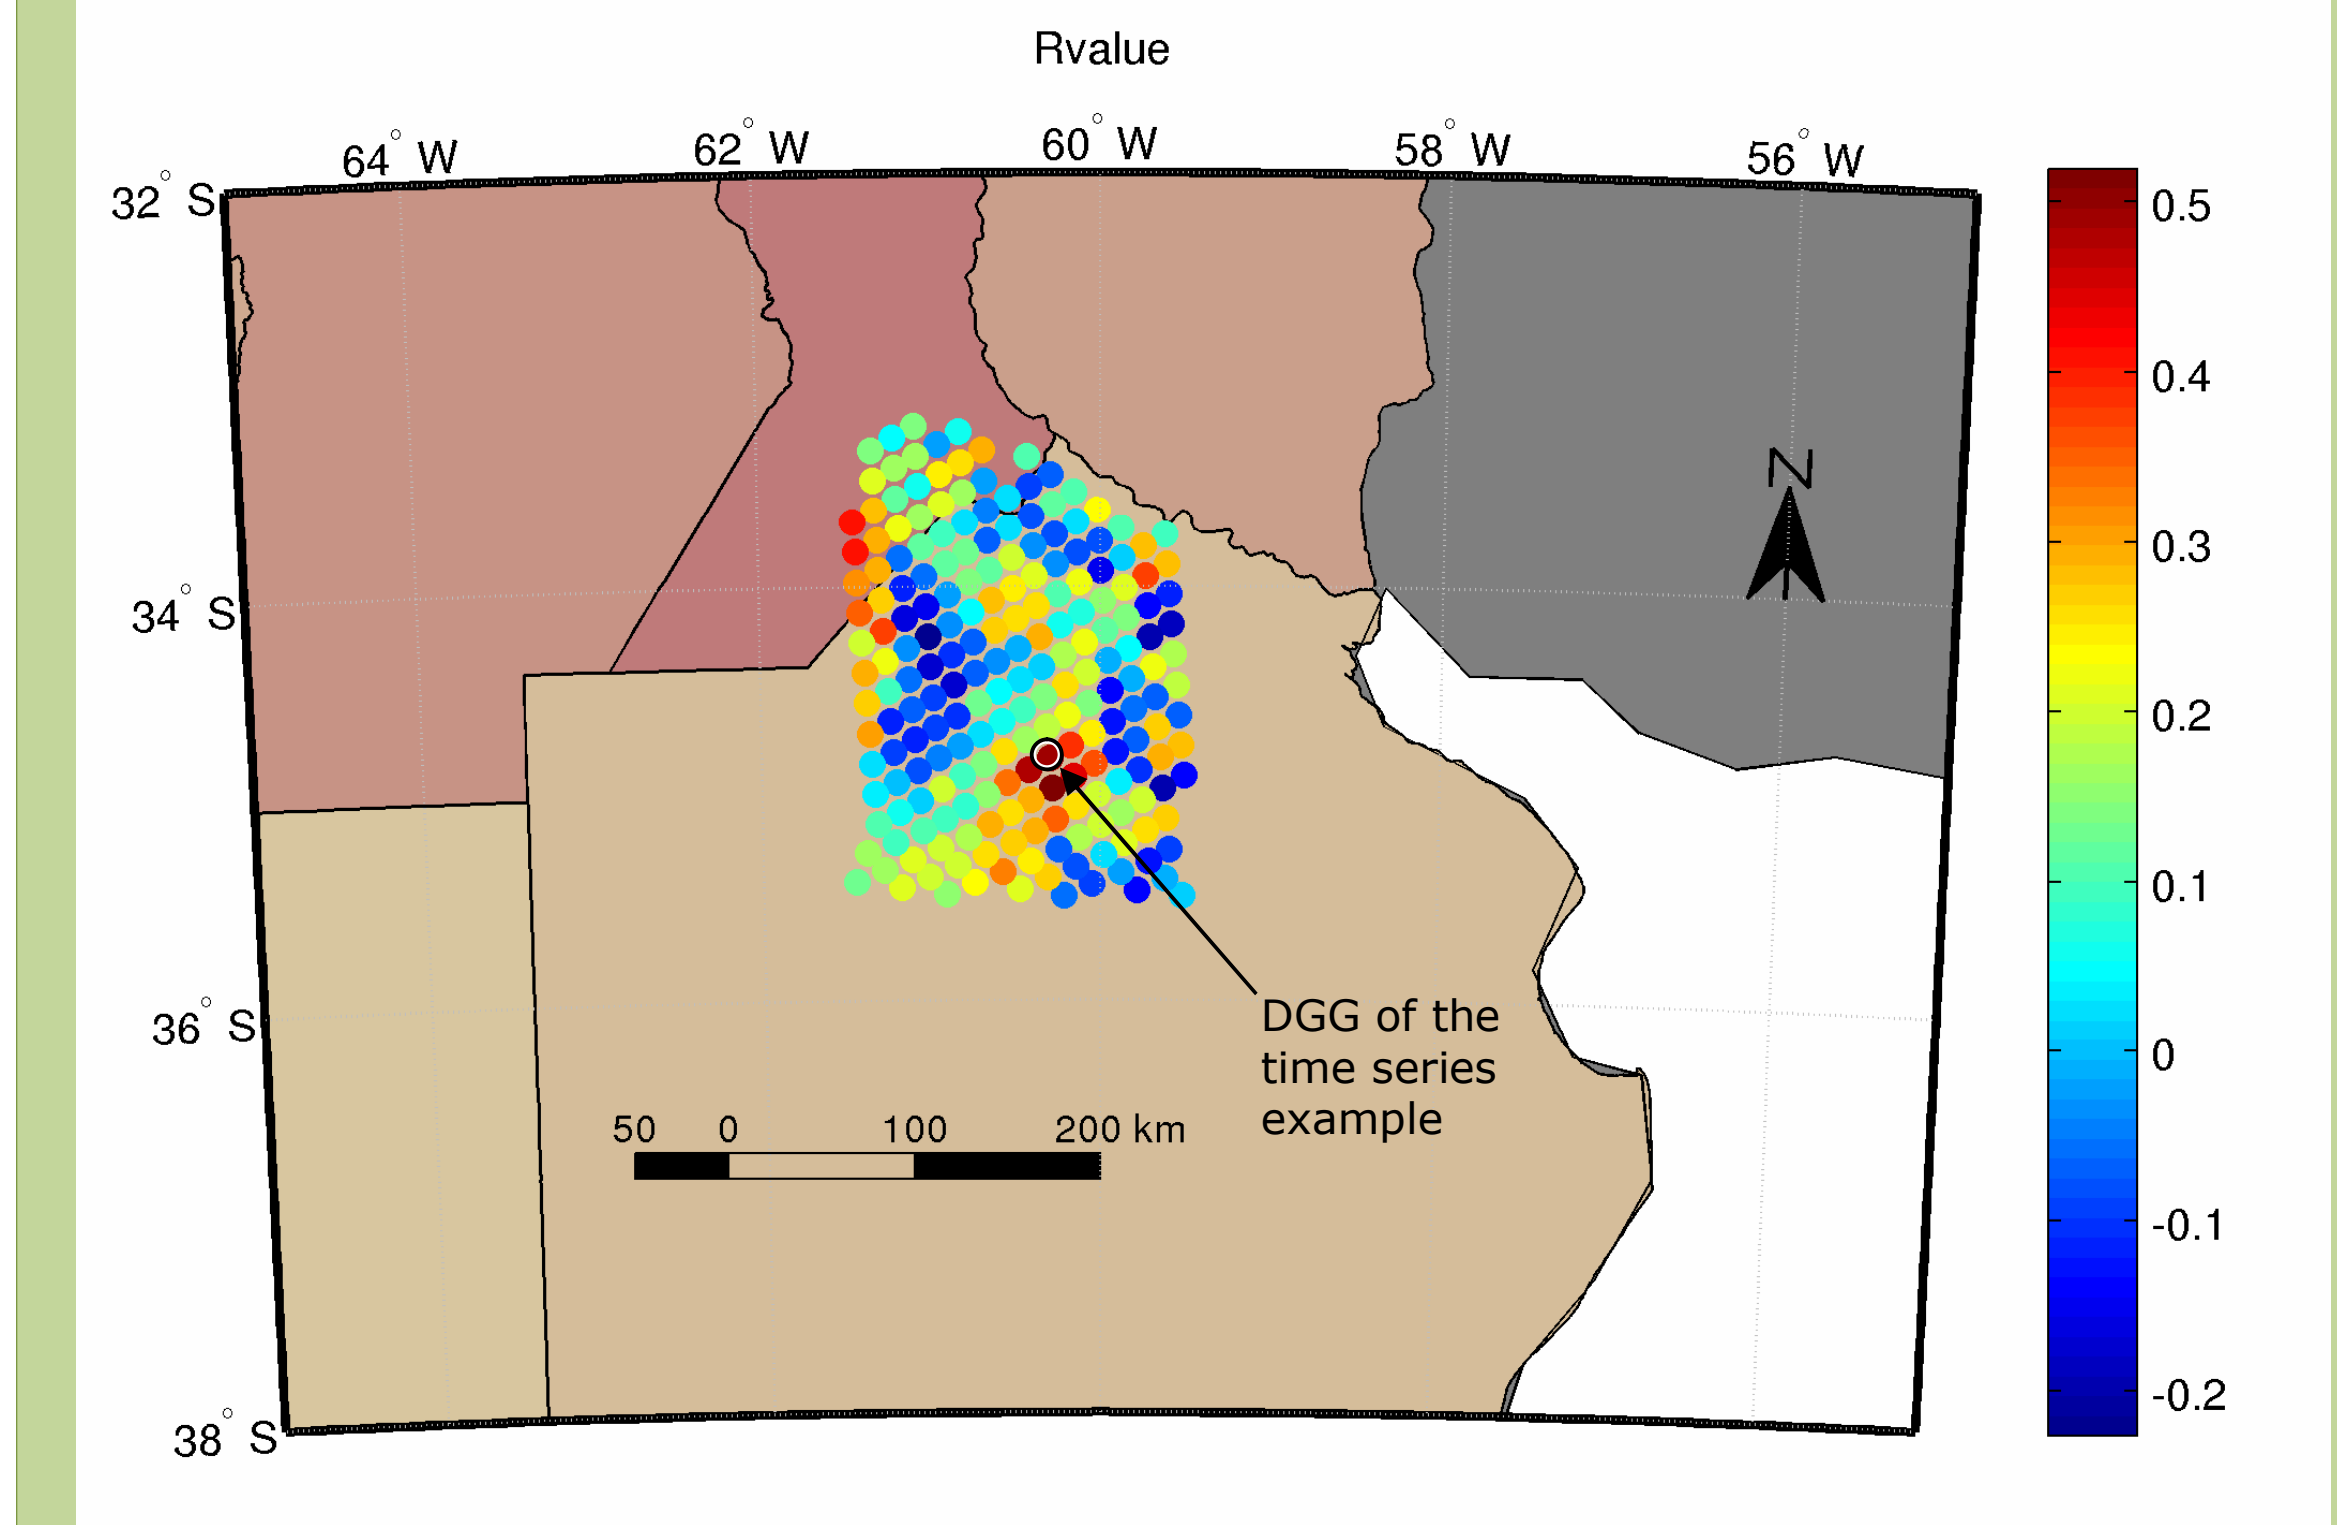 Rvalue
64° W
62° W
60° W
58° W
56° W
32° S
34° S
36° S
38° S
N
0.5
0.4
0.3
0.2
0.1
0
-0.1
-0.2
DGG of the
time series
example
50 0 100 200 km